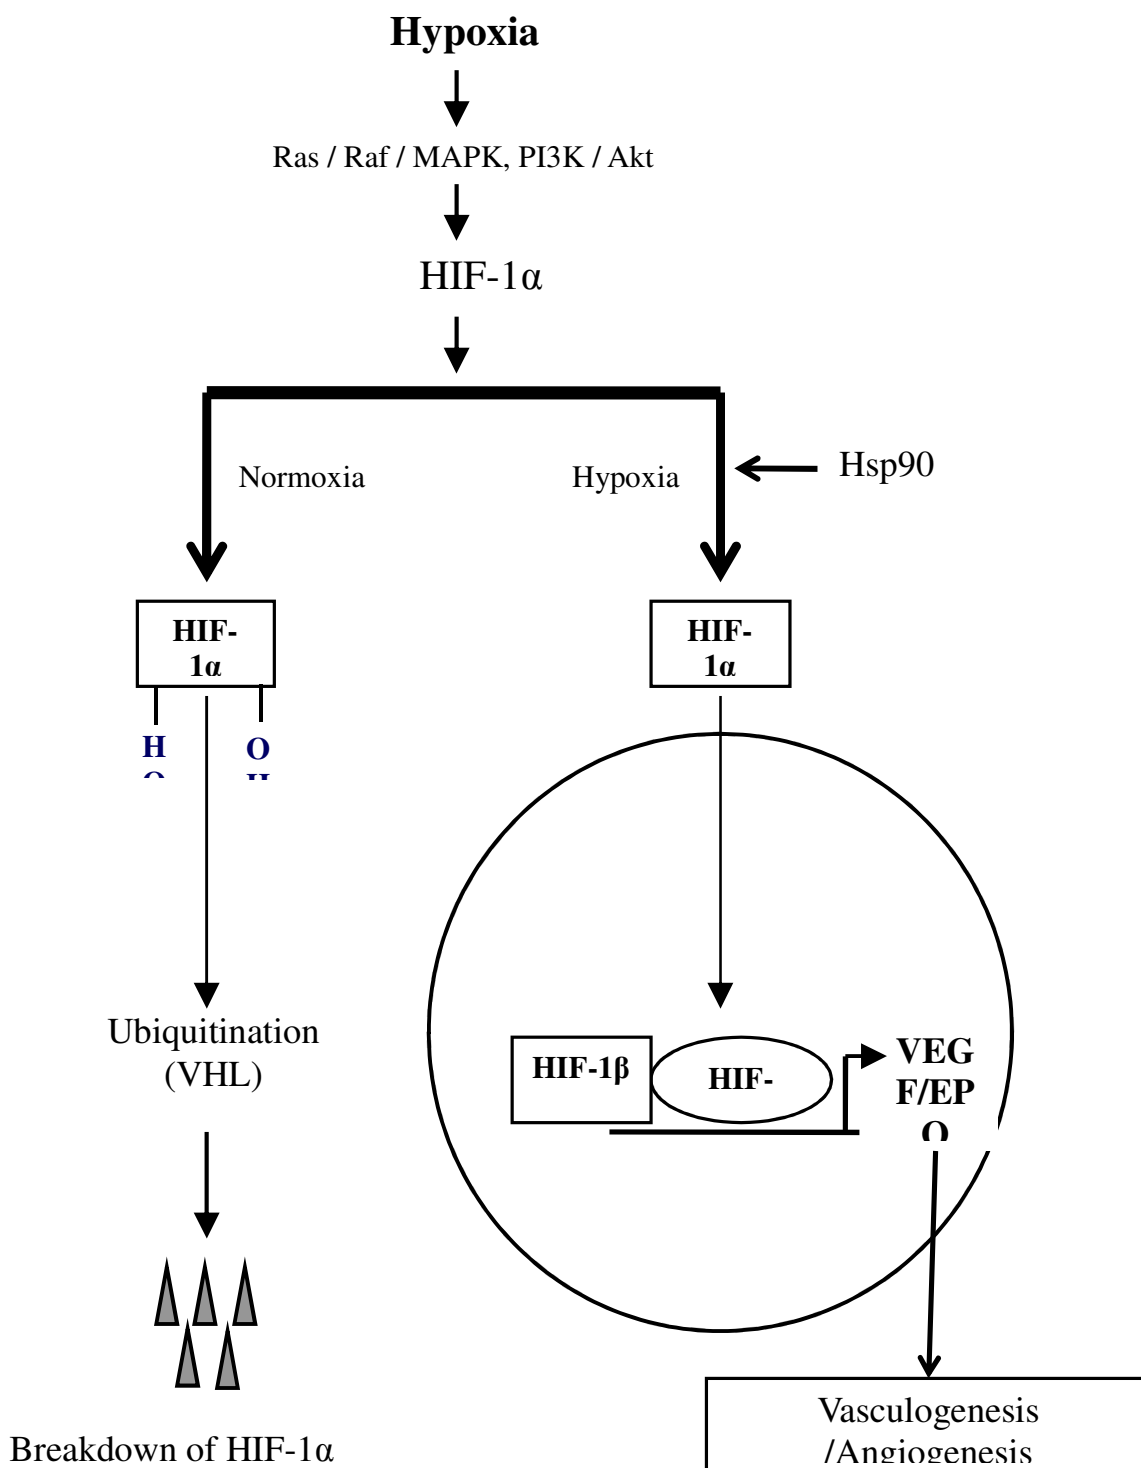 Hypoxia
Ras / Raf / MAPK, PI3K / Akt
HIF-1α
Normoxia
Hypoxia
Hsp90
HIF-
1α
HIF-
1α
H
O
O
H
Ubiquitination
(VHL)
HIF-1β
HIF-
VEG
F/EP
O
Breakdown of HIF-1α
Vasculogenesis
/Angiogenesis